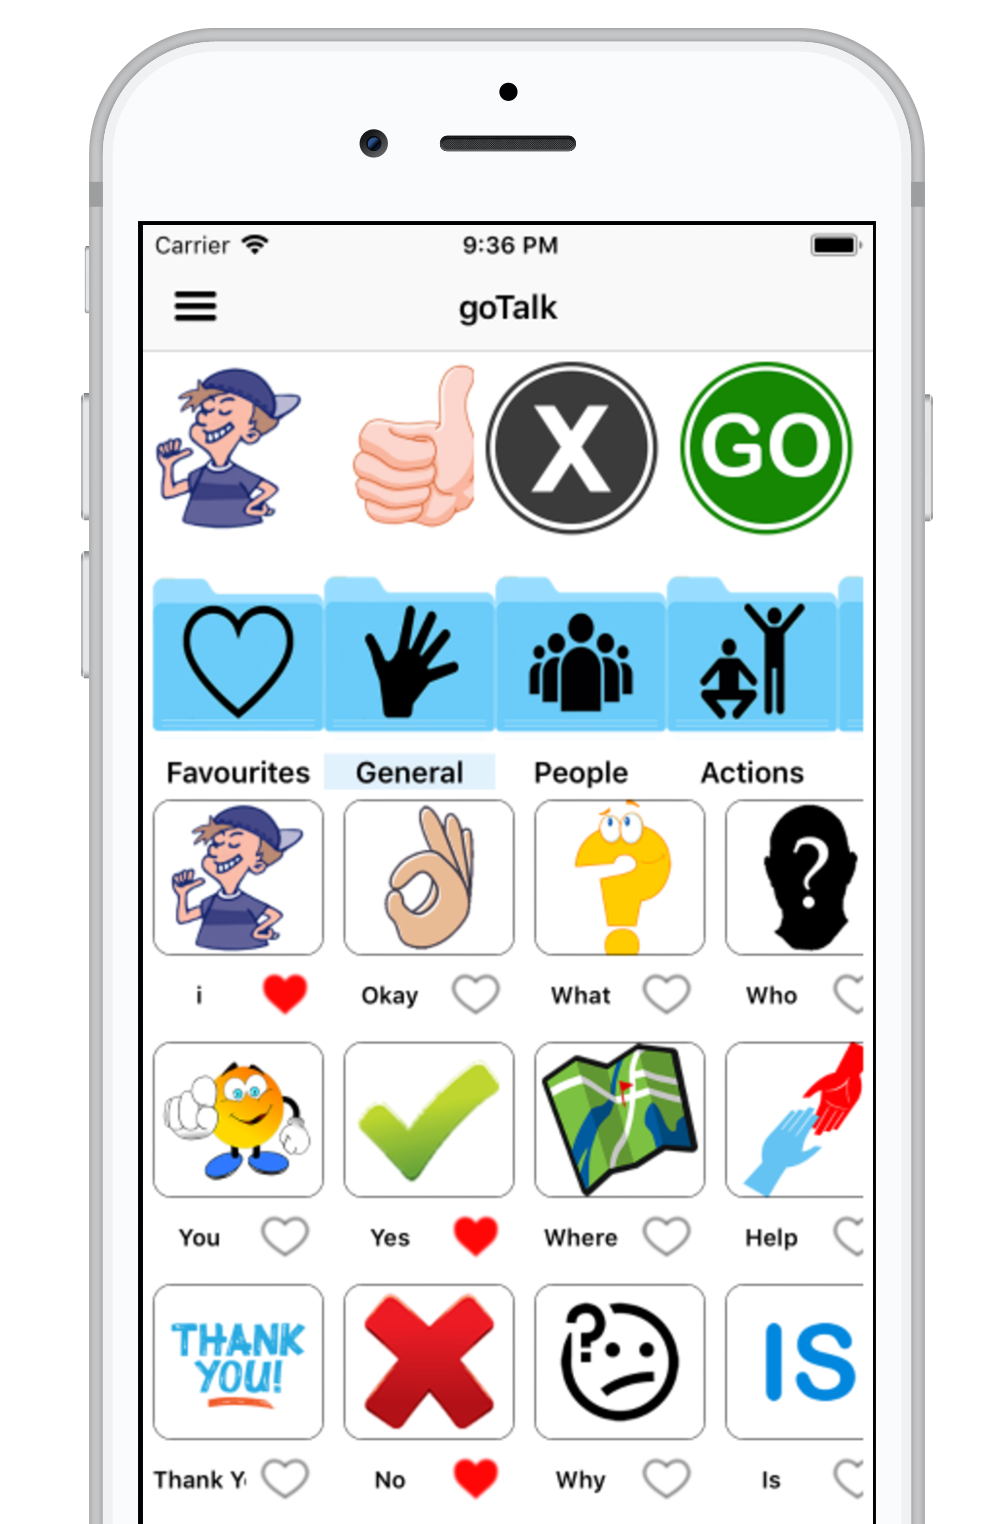 Carrier 9:36 PM
goTalk
X GO
Favourites General People Actions
? 
i Okay What Who
You Yes Where Help
THANK
YOU!
? IS
Thank Y No Why Is